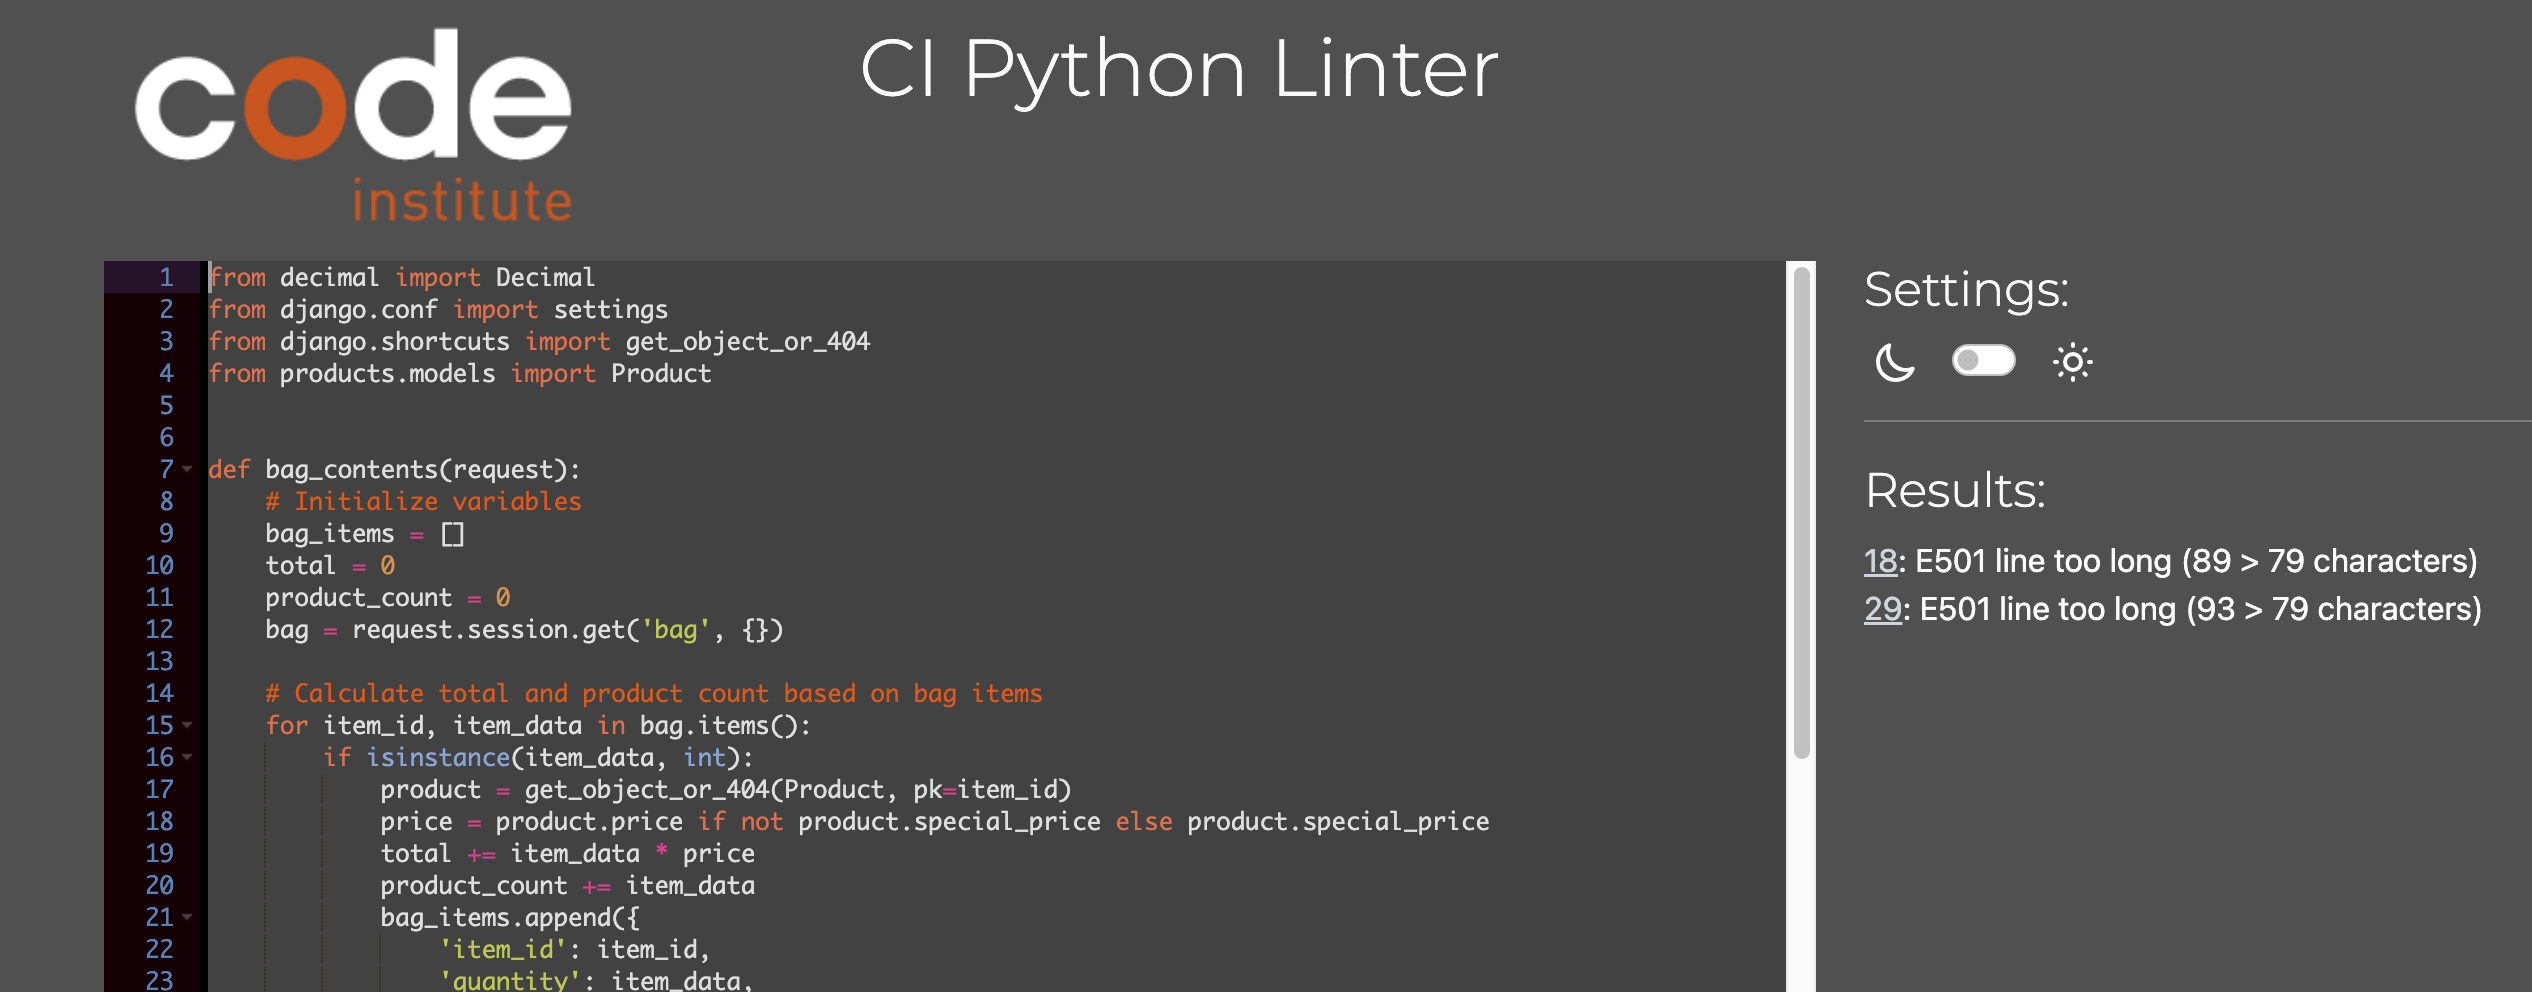 code
institute
CI Python Linter
1 from decimal import Decimal
2 from django.conf import settings
3 from django.shortcuts import get_object_or_404
4 from products.models import Product
5
6
7 def bag_contents(request):
8     # Initialize variables
9     bag_items = []
10     total = 0
11     product_count = 0
12     bag = request.session.get('bag', {})
13
14     # Calculate total and product count based on bag items
15     for item_id, item_data in bag.items():
16         if isinstance(item_data, int):
17             product = get_object_or_404(Product, pk=item_id)
18             price = product.price if not product.special_price else product.special_price
19             total += item_data * price
20             product_count += item_data
21             bag_items.append({
22                 'item_id': item_id,
23                 'quantity': item_data,
Settings:
Results:
18: E501 line too long (89 > 79 characters)
29: E501 line too long (93 > 79 characters)